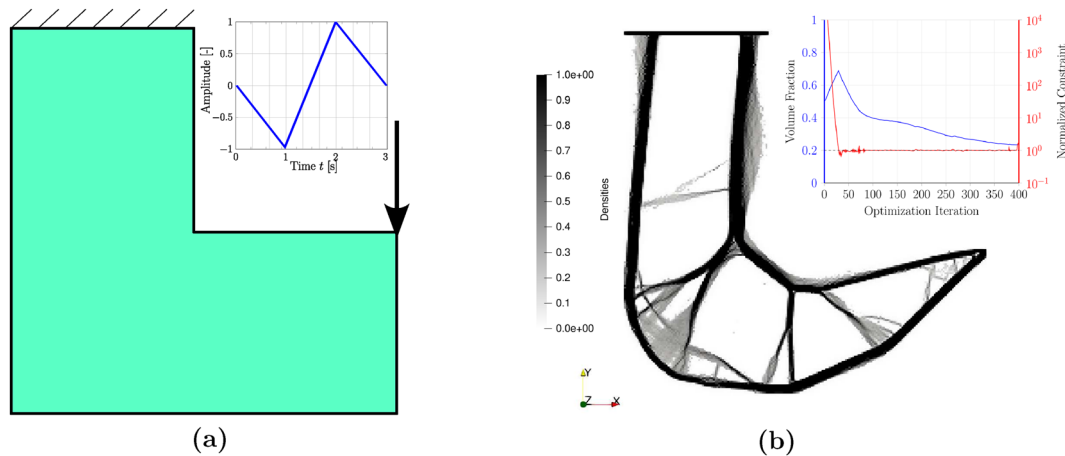 Amplitude [-]
1
0.5
0
−0.5
−1
0 1 2 3
Time t [s]
(a)
1.0e+00
0.9
0.8
0.7
0.6
0.5
0.4
0.3
0.2
0.1
0.0e+00
Densities
Y
Z X
Volume Fraction
1
0.8
0.6
0.4
0.2
0
0 50 100 150 200 250 300 350 400
Optimization Iteration
10⁴
10³
10²
10¹
10⁰
10⁻¹
Normalized Constraint
(b)